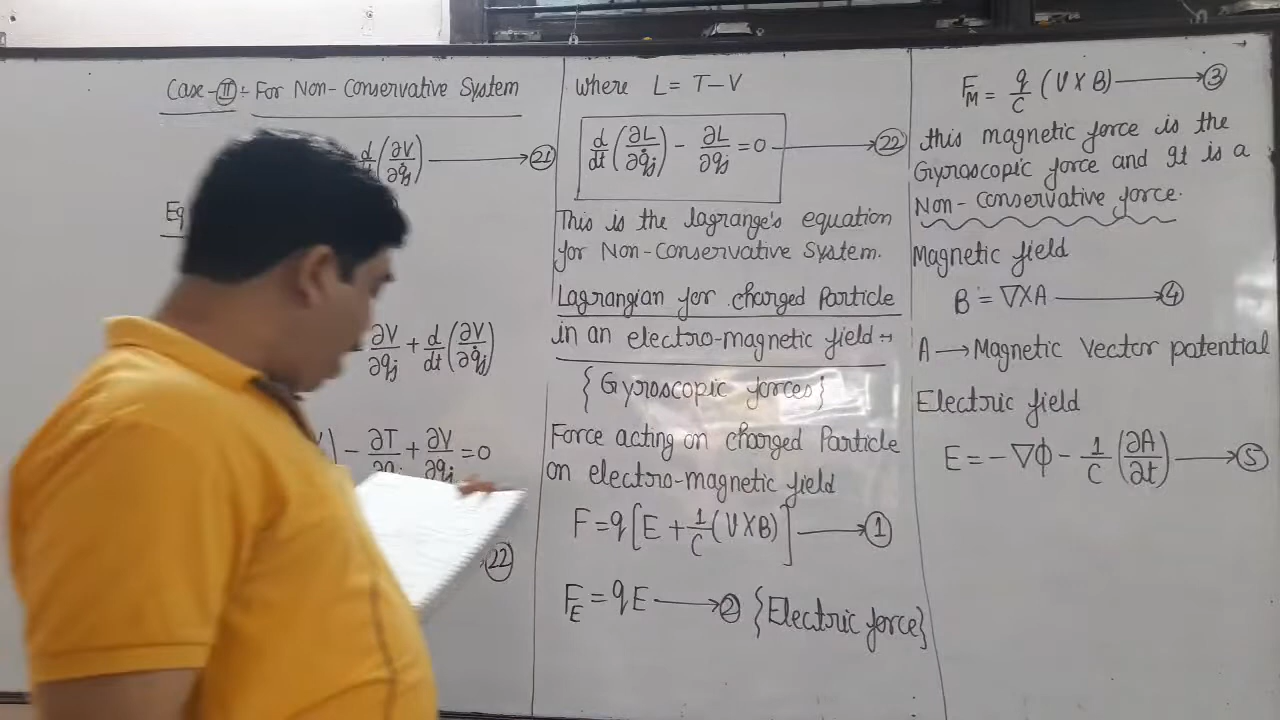 Case-(II):- For Non-Conservative System
d/dt(∂V/∂q̇j) ⟶ (21)
Eq
∂V/∂qj + d/dt(∂V/∂q̇j)
) - ∂T/∂qj + ∂V/∂qj = 0
(22)
Where L = T-V
d/dt(∂L/∂q̇j) - ∂L/∂qj = 0 ⟶ (22)
This is the lagrange's equation
for Non-Conservative System.
Lagrangian for charged Particle
in an electro-magnetic field :-
{Gyroscopic forces}
Force acting on charged Particle
on electro-magnetic field
F = q[E + 1/C (V×B)] ⟶ (1)
F_E = qE ⟶ (2) {Electric force}
F_M = q/C (V×B) ⟶ (3)
this magnetic force is the
Gyroscopic force and It is a
Non-Conservative force.
Magnetic field
B = ∇×A ⟶ (4)
A ⟶ Magnetic Vector potential
Electric field
E = -∇Φ - 1/C (∂A/∂t) ⟶ (5)